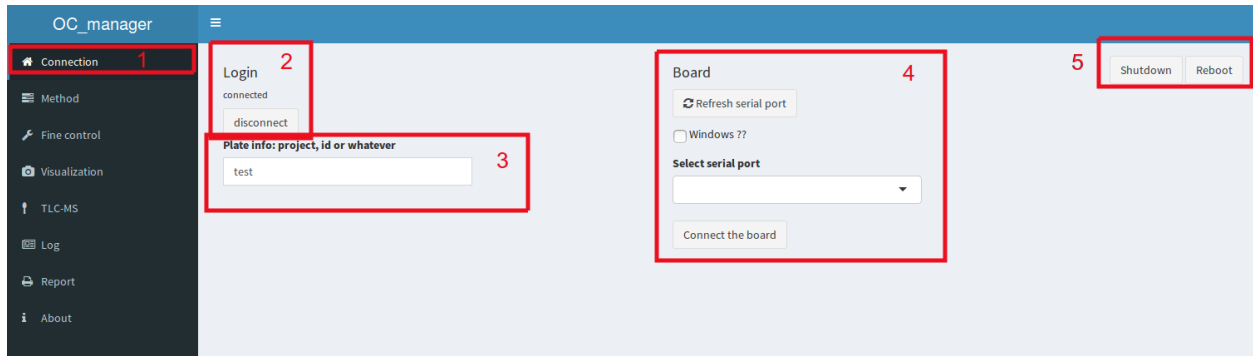 OC_manager
Connection 1
Method
Fine control
Visualization
TLC-MS
Log
Report
About
2
Login
connected
disconnect
Plate info: project, id or whatever
test
3
Board 4
Refresh serial port
Windows ??
Select serial port
Connect the board
5 Shutdown Reboot